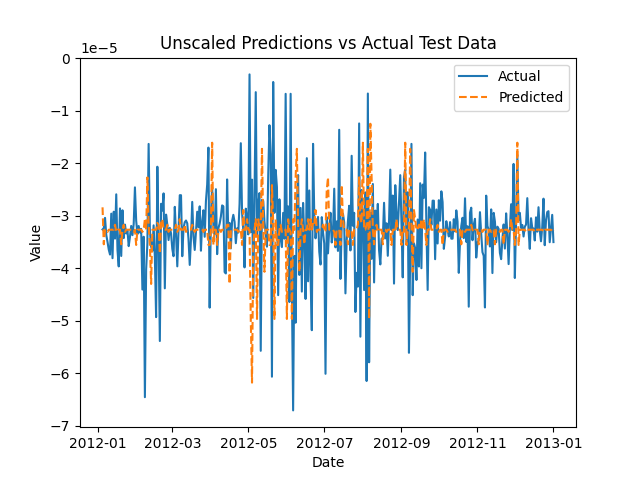 Unscaled Predictions vs Actual Test Data
1e−5
0
−1
−2
−3
−4
−5
−6
−7
Value
Actual
Predicted
2012-01 2012-03 2012-05 2012-07 2012-09 2012-11 2013-01
Date